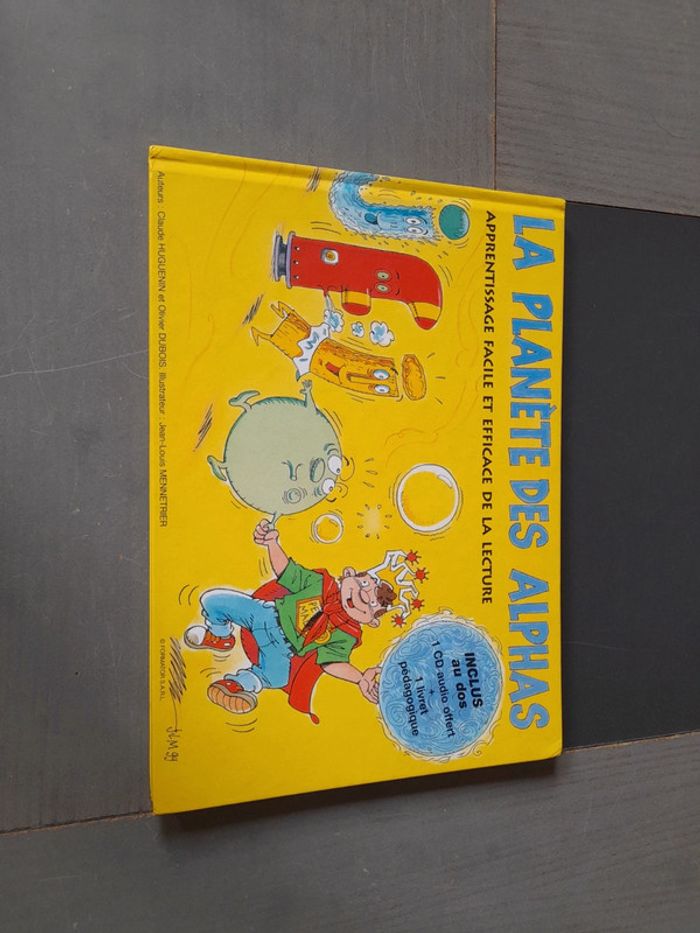 LA PLANÈTE DES ALPHAS
APPRENTISSAGE FACILE ET EFFICACE DE LA LECTURE
INCLUS
au dos
1 CD audio offert
+
1 livret
pédagogique
Auteurs : Claude HUGUENIN et Olivier DUBOIS. Illustrateur : Jean-Louis MENNETRIER
© FORMATOR S.A.R.L.